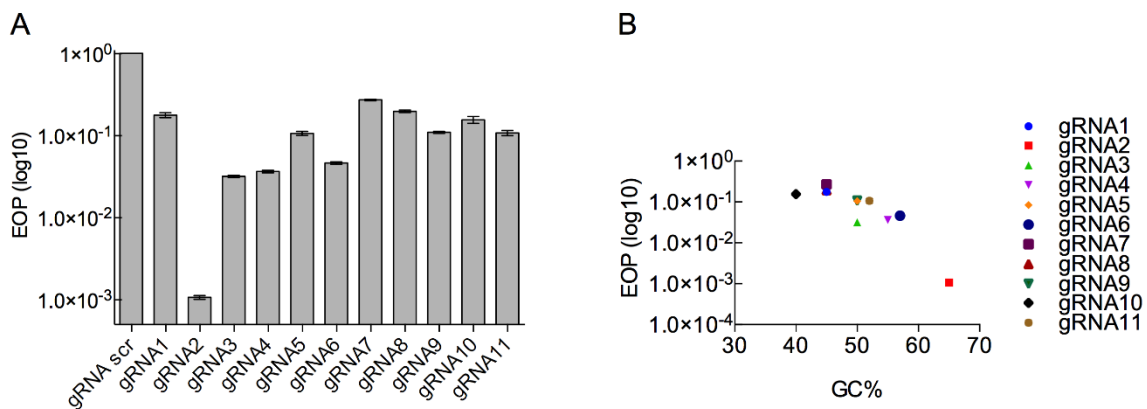 A
EOP (log10)
1×10⁰
1.0×10⁻¹
1.0×10⁻²
1.0×10⁻³
gRNA scr
gRNA1
gRNA2
gRNA3
gRNA4
gRNA5
gRNA6
gRNA7
gRNA8
gRNA9
gRNA10
gRNA11
B
EOP (log10)
1×10⁰
1.0×10⁻¹
1.0×10⁻²
1.0×10⁻³
1.0×10⁻⁴
30 40 50 60 70
GC%
gRNA1
gRNA2
gRNA3
gRNA4
gRNA5
gRNA6
gRNA7
gRNA8
gRNA9
gRNA10
gRNA11